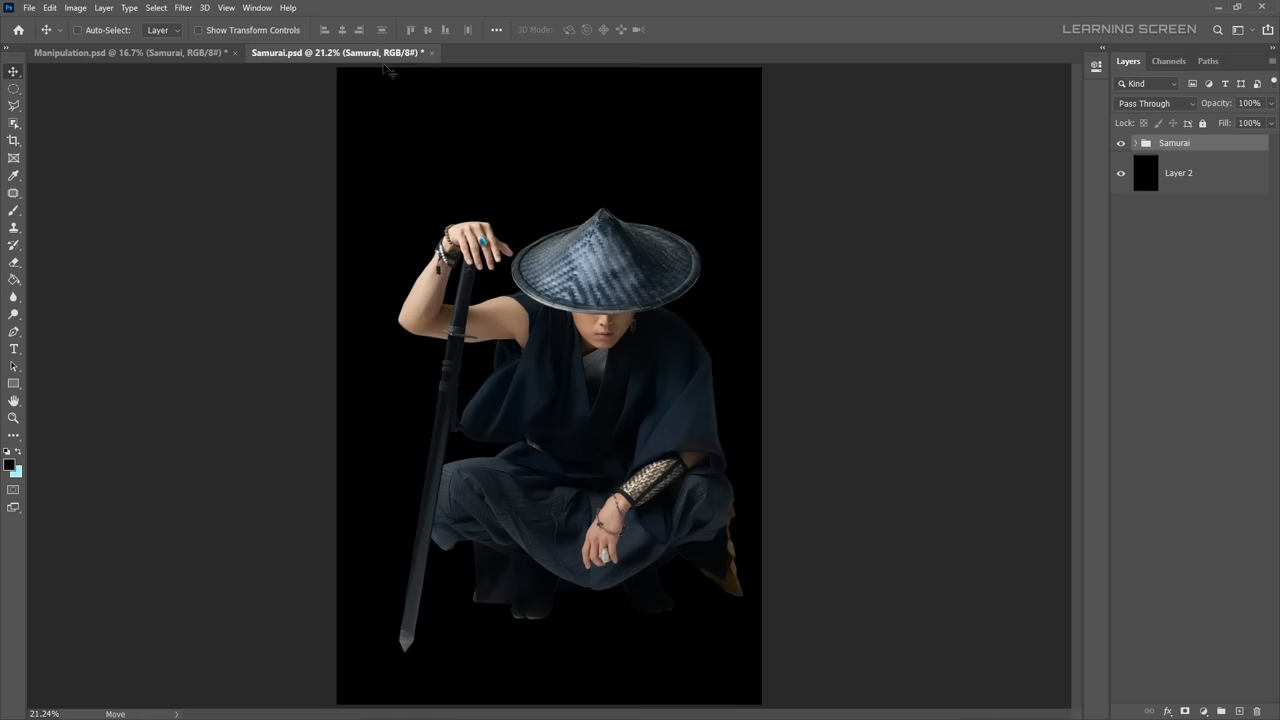 Ps File Edit Image Layer Type Select Filter 3D View Window Help
Auto-Select: Layer Show Transform Controls 3D Mode: LEARNING SCREEN
Manipulation.psd @ 16.7% (Samurai, RGB/8#) * × Samurai.psd @ 21.2% (Samurai, RGB/8#) * ×
Layers Channels Paths
Kind
Pass Through Opacity: 100%
Lock: Fill: 100%
Samurai
Layer 2
21.24% Move